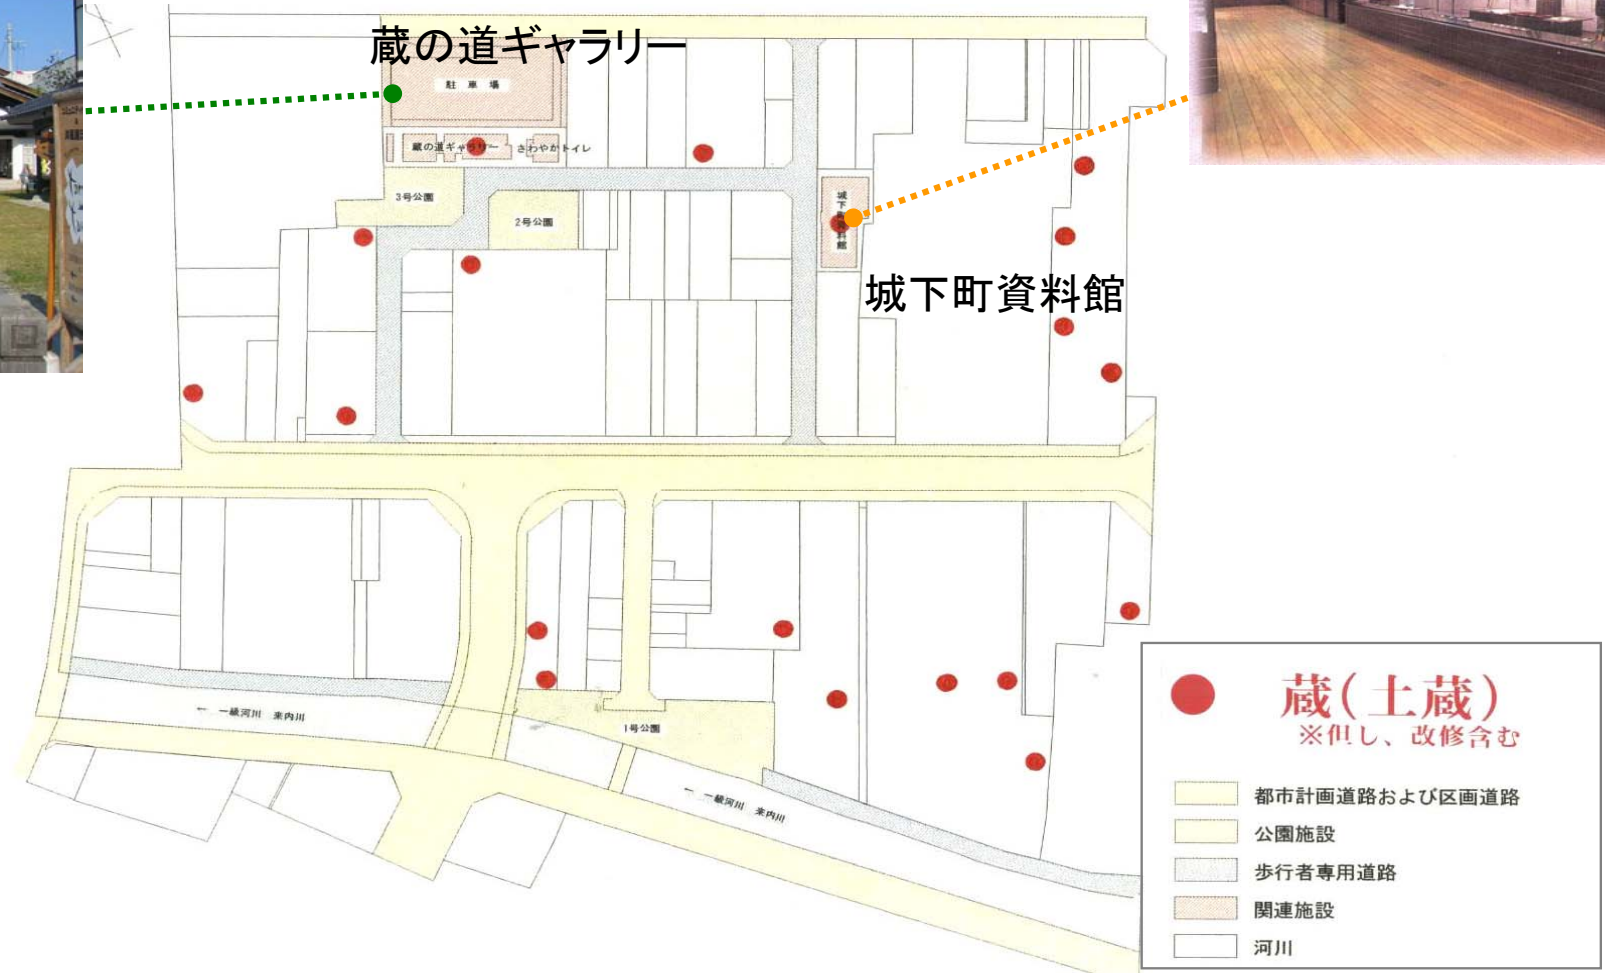 蔵の道ギャラリー
駐車場
蔵の道ギャラリー
さわやかトイレ
3号公園
2号公園
城下町資料館
城下町資料館
← 一級河川 来内川
1号公園
← 一級河川 来内川
蔵(土蔵)
※但し、改修含む
都市計画道路および区画道路
公園施設
歩行者専用道路
関連施設
河川